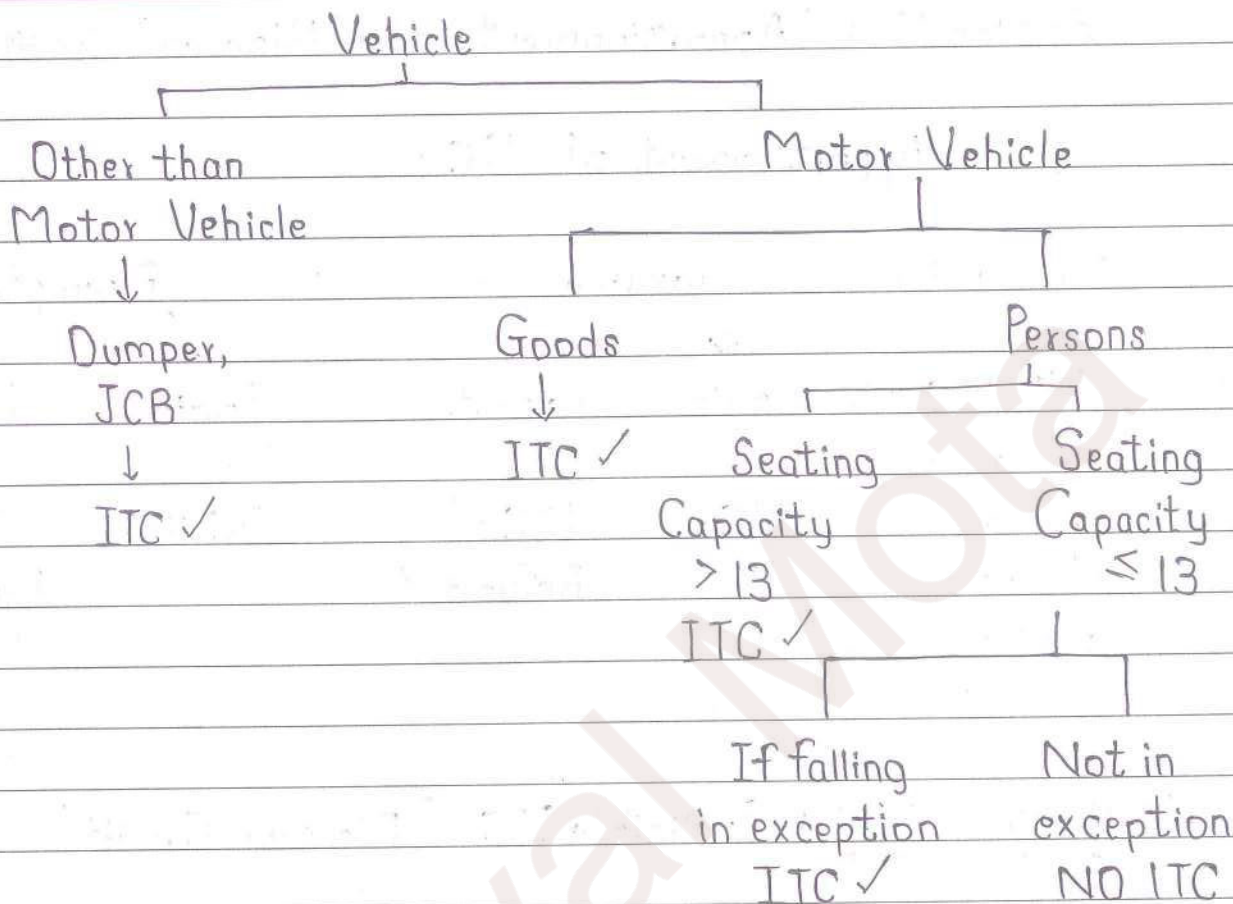 Vehicle
Other than
Motor Vehicle
↓
Dumper,
JCB
↓
ITC ✓
Motor Vehicle
Goods
↓
ITC ✓
Persons
Seating
Capacity
> 13
ITC ✓
Seating
Capacity
≤ 13
If falling
in exception
ITC ✓
Not in
exception
NO ITC